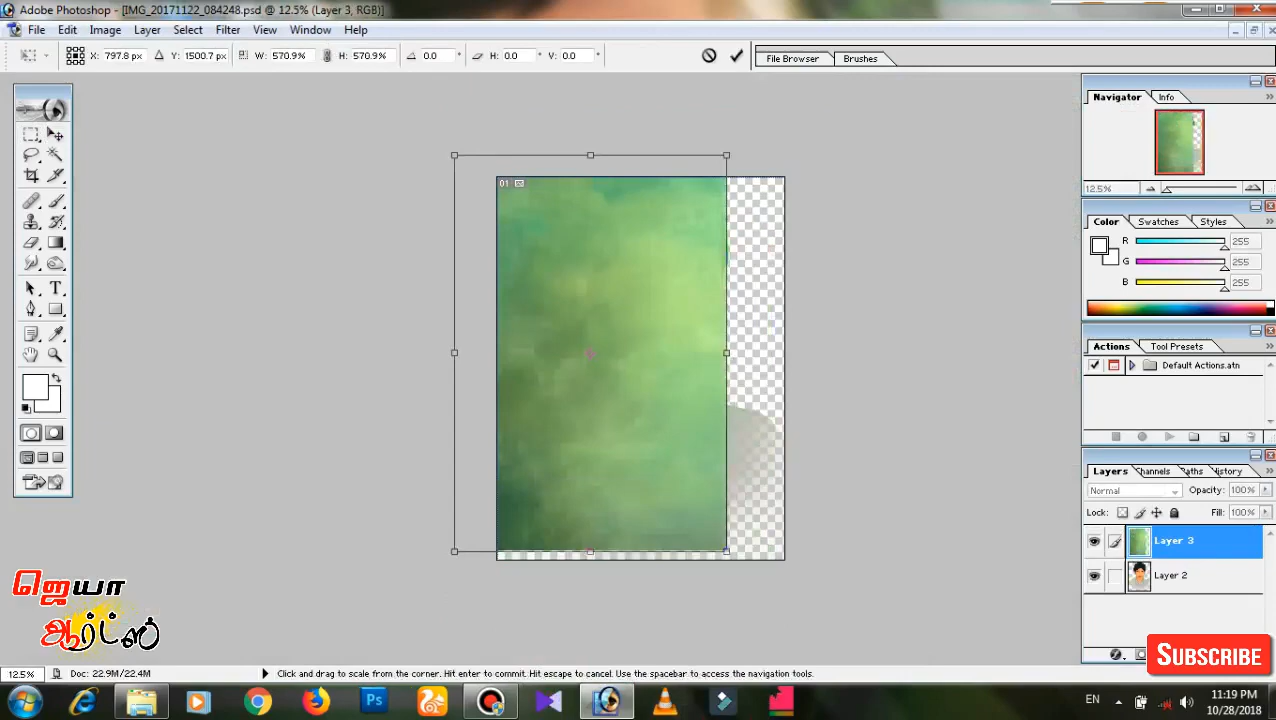 Adobe Photoshop - [IMG_20171122_084248.psd @ 12.5% (Layer 3, RGB)]
File Edit Image Layer Select Filter View Window Help
X: 797.8 px Y: 1500.7 px W: 570.9% H: 570.9% 0.0 ° H: 0.0 ° V: 0.0 °
File Browser Brushes
Navigator Info
12.5%
Color Swatches Styles
R 255
G 255
B 255
Actions Tool Presets
Default Actions.atn
Layers Channels Paths History
Normal Opacity: 100%
Lock: Fill: 100%
Layer 3
Layer 2
01
ஜெயா
ஆர்ட்ஸ்
SUBSCRIBE
12.5% Doc: 22.9M/22.4M Click and drag to scale from the corner. Hit enter to commit. Hit escape to cancel. Use the spacebar to access the navigation tools.
Ps
EN
11:19 PM
10/28/2018